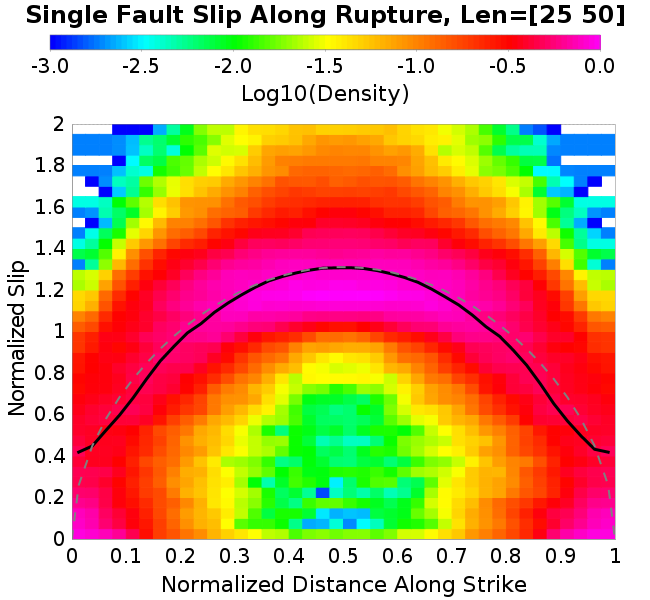 Single Fault Slip Along Rupture, Len=[25 50]
-3.0 -2.5 -2.0 -1.5 -1.0 -0.5 0.0
Log10(Density)
2
1.8
1.6
1.4
1.2
1
0.8
0.6
0.4
0.2
0
Normalized Slip
0 0.1 0.2 0.3 0.4 0.5 0.6 0.7 0.8 0.9 1
Normalized Distance Along Strike